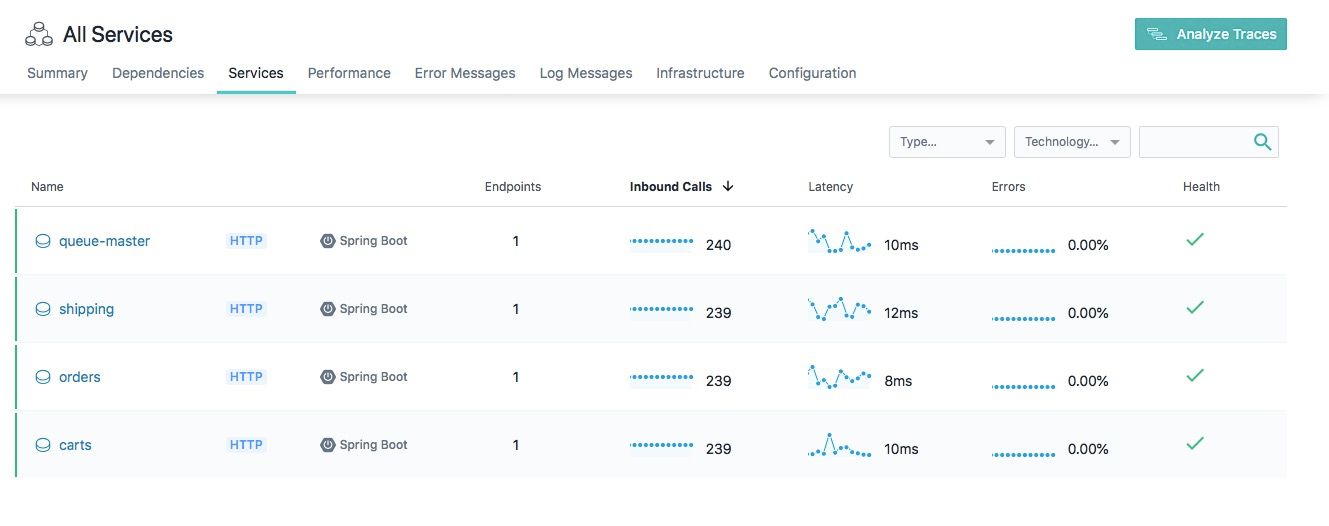 All Services
Analyze Traces
Summary Dependencies Services Performance Error Messages Log Messages Infrastructure Configuration
Type... Technology...
Name Endpoints Inbound Calls Latency Errors Health
queue-master HTTP Spring Boot 1 240 10ms 0.00%
shipping HTTP Spring Boot 1 239 12ms 0.00%
orders HTTP Spring Boot 1 239 8ms 0.00%
carts HTTP Spring Boot 1 239 10ms 0.00%